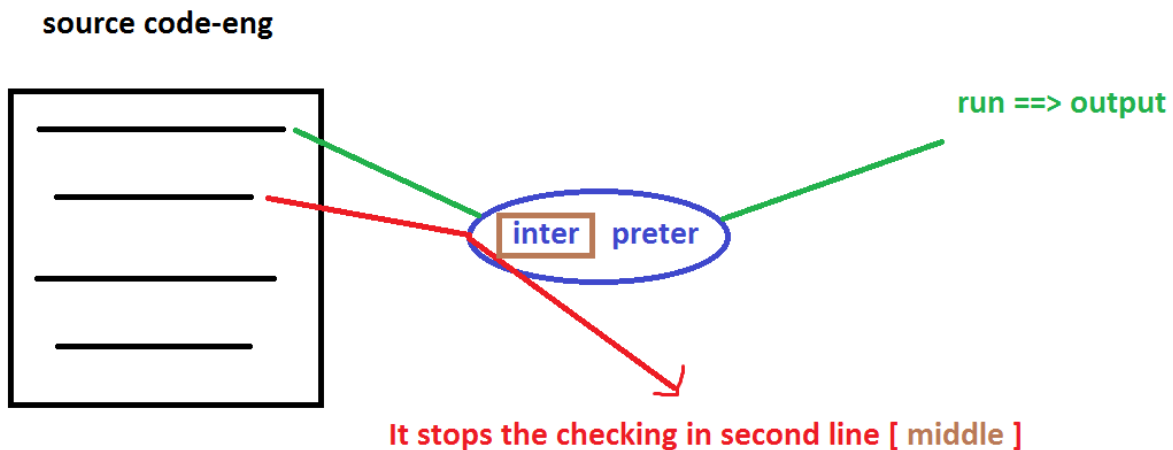 source code-eng
run ==> output
inter preter
It stops the checking in second line [ middle ]